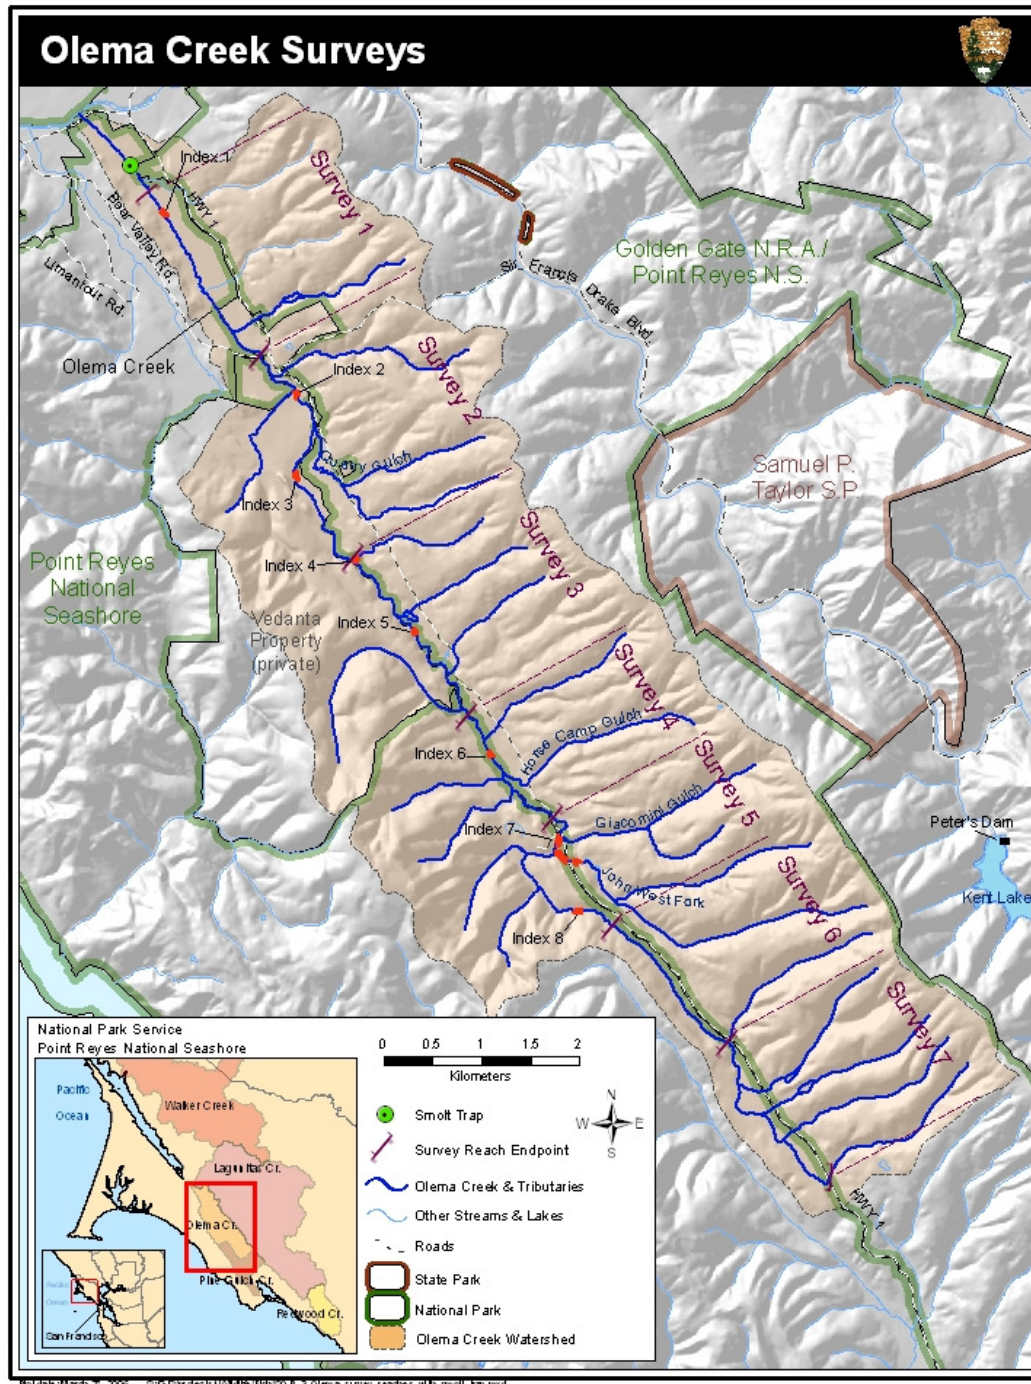 Olema Creek Surveys
Index 1
Survey 1
HWY 1
Bear Valley Rd.
Limantour Rd.
Golden Gate N.R.A./
Point Reyes N.S.
Sir Francis Drake Blvd.
Olema Creek
Index 2
Survey 2
Quarry Gulch
Samuel P.
Taylor S.P.
Index 3
Survey 3
Point Reyes
National
Seashore
Index 4
Vedanta
Property
(private)
Index 5
Survey 4
Horse Camp Gulch
Index 6
Survey 5
Giacomini Gulch
Index 7
Peter's Dam
John West Fork
Kent Lake
Survey 6
Index 8
Survey 7
HWY 1
National Park Service
Point Reyes National Seashore
Pacific
Ocean
Walker Creek
Lagunitas Cr.
Olema Cr.
Pine Gulch Cr.
Redwood Cr.
Pacific
Ocean
San Francisco
0 0.5 1 2
Kilometers
N
W E
S
Smolt Trap
Survey Reach Endpoint
Olema Creek & Tributaries
Other Streams & Lakes
Roads
State Park
National Park
Olema Creek Watershed